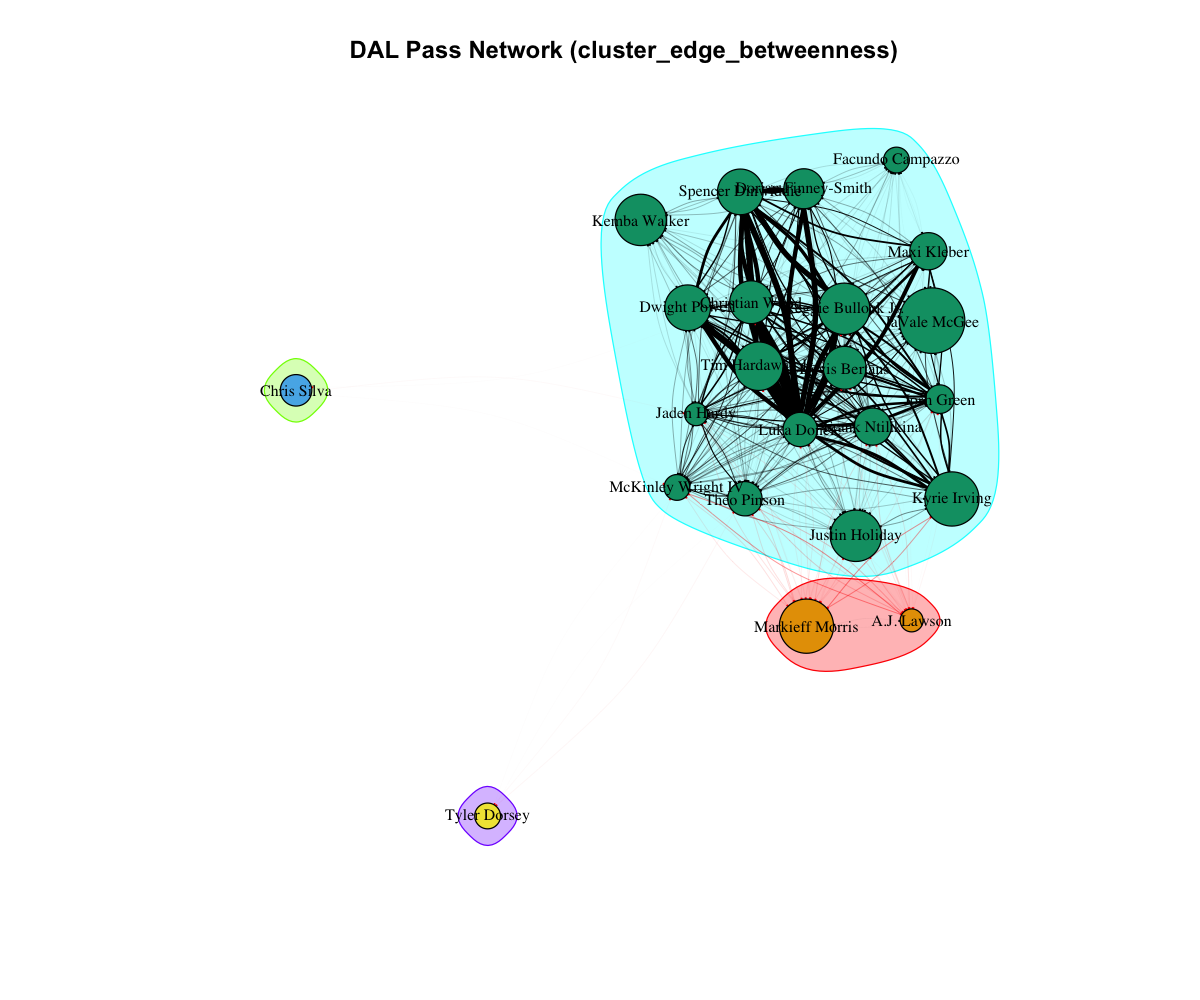 DAL Pass Network (cluster_edge_betweenness)
Facundo Campazzo
Spencer Dinwiddie
Dorian Finney-Smith
Kemba Walker
Maxi Kleber
Dwight Powell
Christian Wood
Reggie Bullock Jr.
JaVale McGee
Tim Hardaway
Davis Bertans
Chris Silva
Josh Green
Jaden Hardy
Luka Doncic
Frank Ntilikina
McKinley Wright IV
Theo Pinson
Kyrie Irving
Justin Holiday
Markieff Morris
A.J. Lawson
Tyler Dorsey